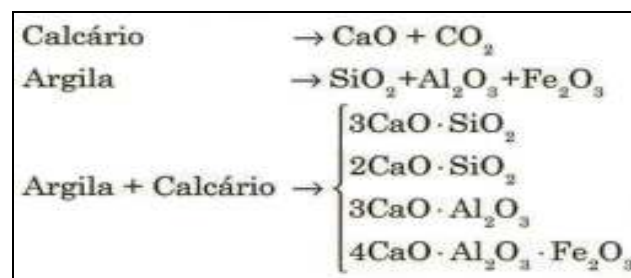 Calcário → CaO + CO₂
Argila → SiO₂+Al₂O₃+Fe₂O₃
3CaO · SiO₂
2CaO · SiO₂
Argila + Calcário →
3CaO · Al₂O₃
4CaO · Al₂O₃ · Fe₂O₃